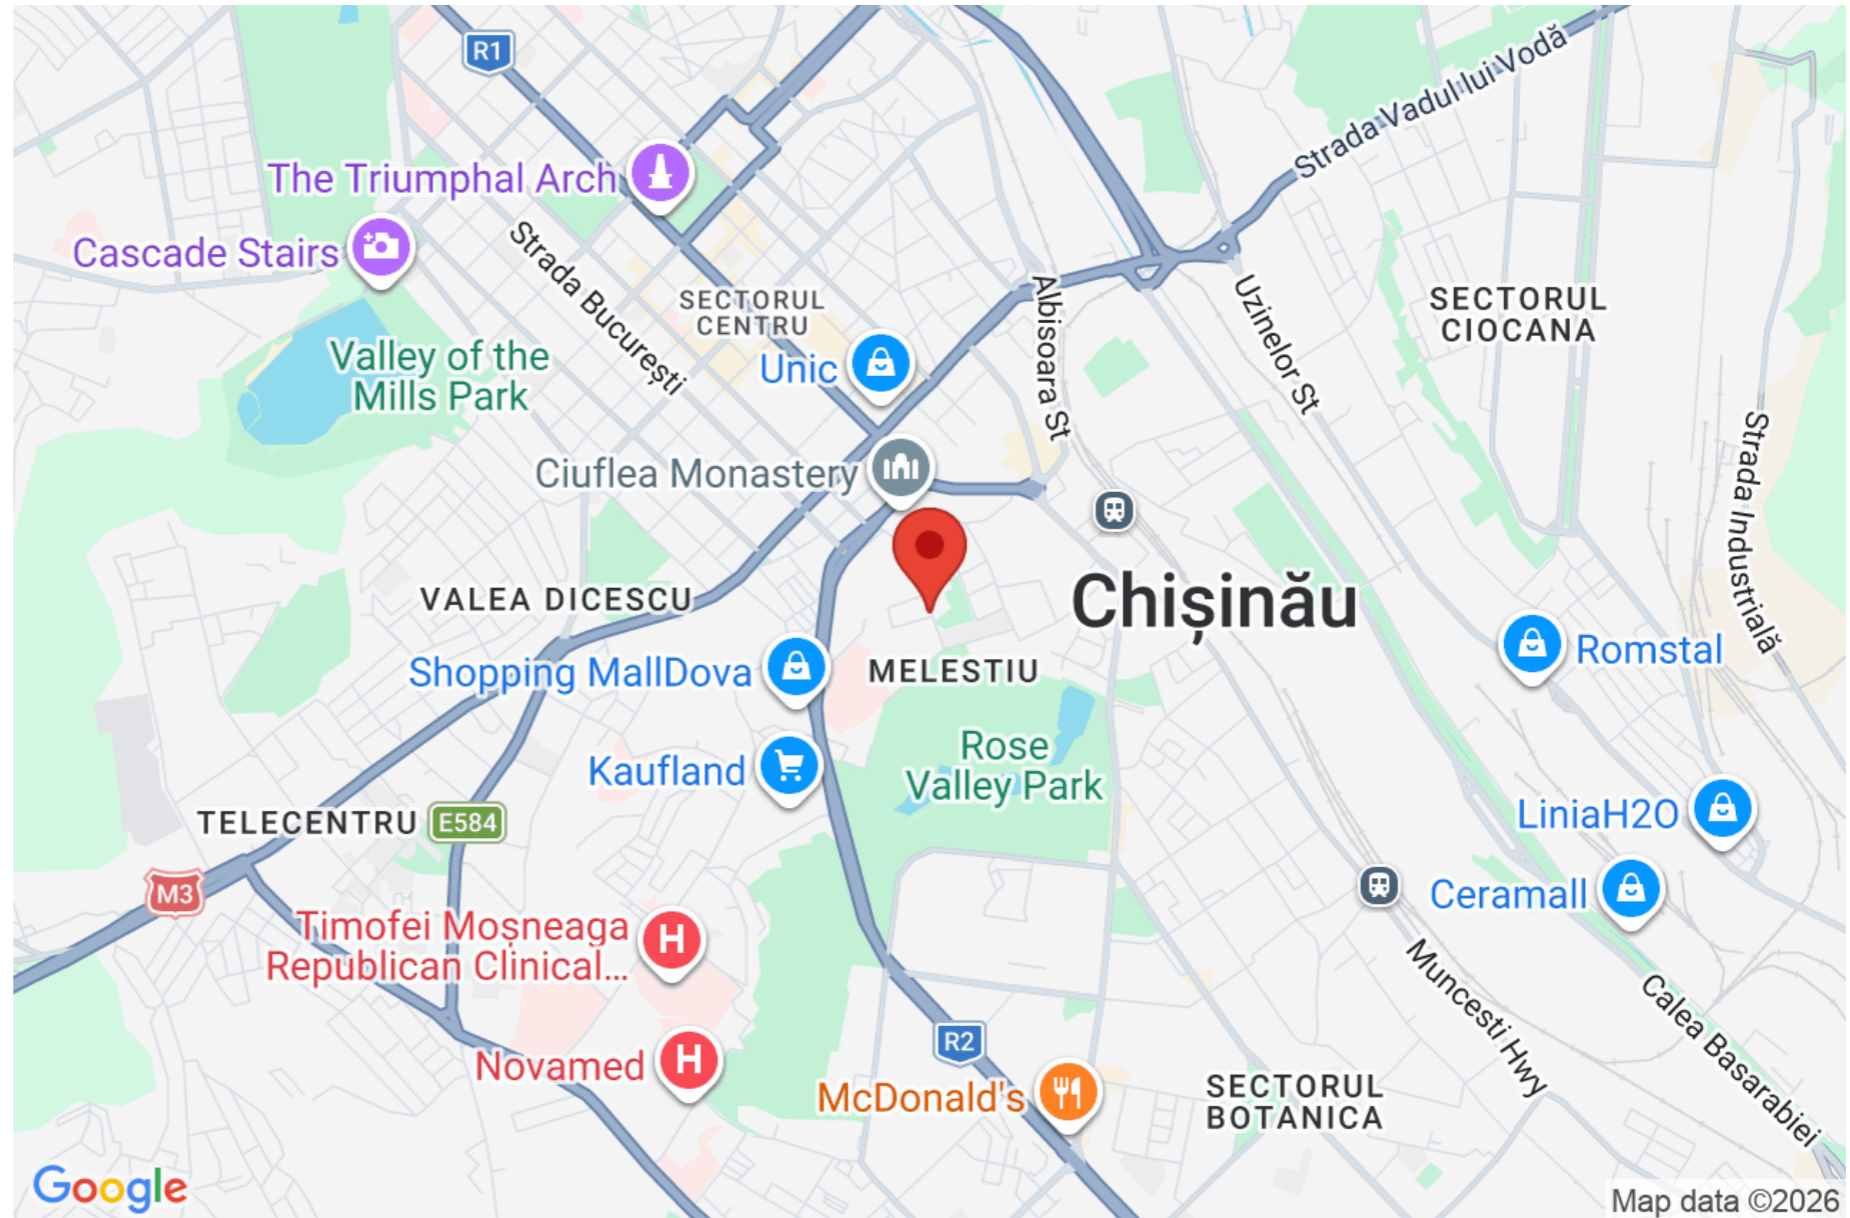 R1
Strada Vadul lui Vodă
The Triumphal Arch
Cascade Stairs
Strada București
SECTORUL
CENTRU
Albisoara St
Uzinelor St
SECTORUL
CIOCANA
Valley of the
Mills Park
Unic
Strada Industrială
Ciuflea Monastery
VALEA DICESCU
Chișinău
Romstal
Shopping MallDova
MELESTIU
Rose
Valley Park
Kaufland
TELECENTRU
E584
LiniaH2O
M3
Ceramall
Timofei Moșneaga
Republican Clinical...
Muncesti Hwy
Calea Basarabiei
R2
Novamed
McDonald's
SECTORUL
BOTANICA
Google
Map data ©2026